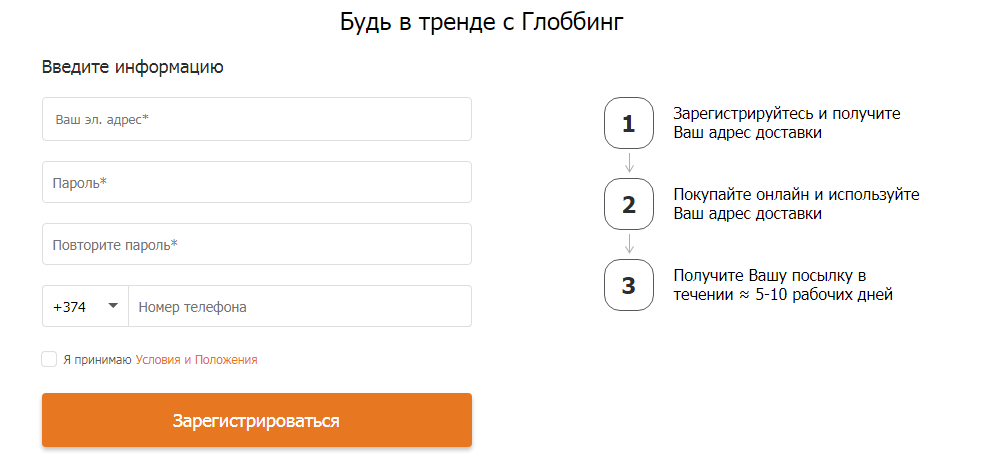 Будь в тренде с Глоббинг
Введите информацию
Ваш эл. адрес*
Пароль*
Повторите пароль*
+374
Номер телефона
Я принимаю Условия и Положения
Зарегистрироваться
1
Зарегистрируйтесь и получите
Ваш адрес доставки
2
Покупайте онлайн и используйте
Ваш адрес доставки
3
Получите Вашу посылку в
течении ≈ 5-10 рабочих дней